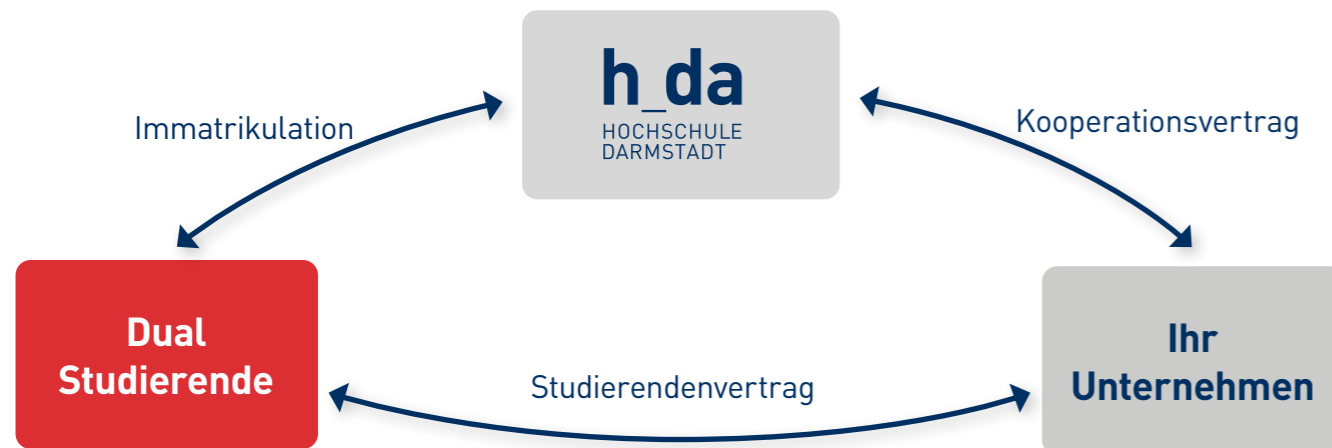 h_da
HOCHSCHULE
DARMSTADT
Immatrikulation
Kooperationsvertrag
Dual
Studierende
Studierendenvertrag
Ihr
Unternehmen